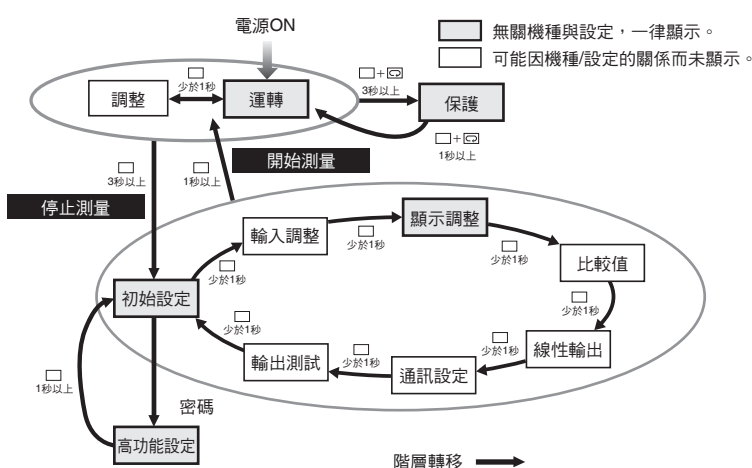 電源ON
無關機種與設定，一律顯示。
可能因機種/設定的關係而未顯示。
調整
少於1秒
運轉
3秒以上
保護
1秒以上
開始測量
3秒以上
1秒以上
停止測量
輸入調整
少於1秒
顯示調整
少於1秒
比較值
少於1秒
初始設定
少於1秒
少於1秒
輸出測試
少於1秒
通訊設定
少於1秒
線性輸出
1秒以上
密碼
高功能設定
階層轉移